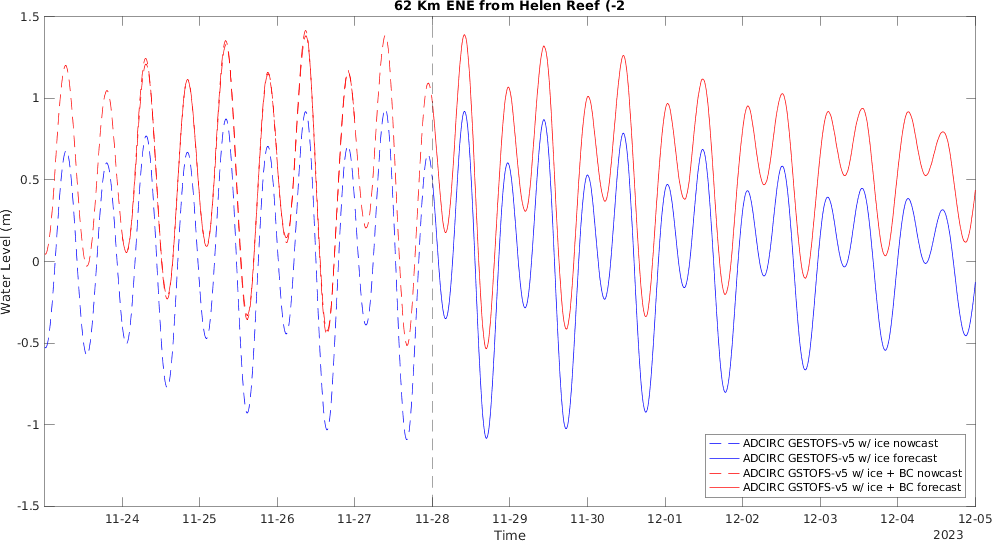 62 Km ENE from Helen Reef (-2
1.5
1
0.5
0
-0.5
-1
-1.5
Water Level (m)
ADCIRC GESTOFS-v5 w/ ice nowcast
ADCIRC GESTOFS-v5 w/ ice forecast
ADCIRC GSTOFS-v5 w/ ice + BC nowcast
ADCIRC GSTOFS-v5 w/ ice + BC forecast
11-24 11-25 11-26 11-27 11-28 11-29 11-30 12-01 12-02 12-03 12-04 12-05
Time
2023